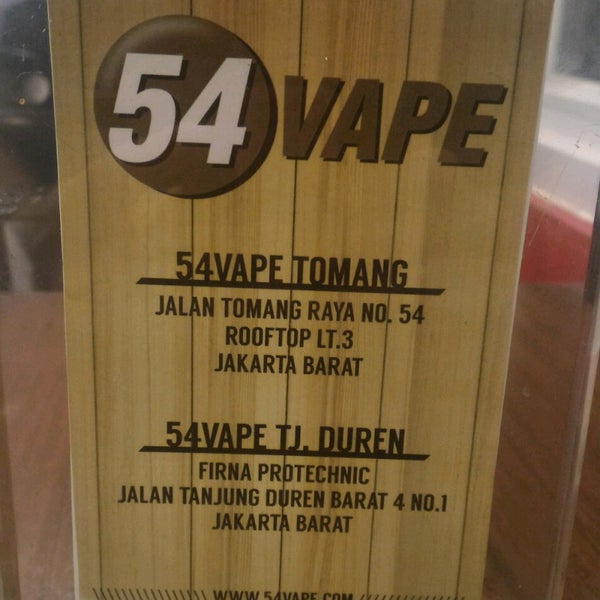 54 VAPE
54VAPE TOMANG
JALAN TOMANG RAYA NO. 54
ROOFTOP LT.3
JAKARTA BARAT
54VAPE TJ. DUREN
FIRNA PROTECHNIC
JALAN TANJUNG DUREN BARAT 4 NO.1
JAKARTA BARAT
WWW.54VAPE.COM